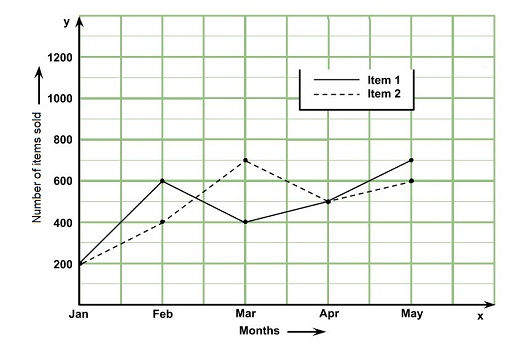 y
1200
1000
800
600
400
200
Number of items sold
Item 1
Item 2
Jan Feb Mar Apr May x
Months